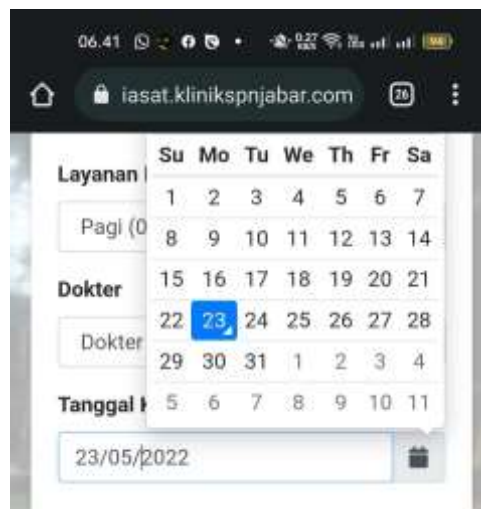 06.41
94
iasat.klinikspnjabar.com
26
Su Mo Tu We Th Fr Sa
Layanan
1 2 3 4 5 6 7
Pagi (0
8 9 10 11 12 13 14
Dokter
15 16 17 18 19 20 21
22 23 24 25 26 27 28
Dokter
29 30 31 1 2 3 4
Tanggal
5 6 7 8 9 10 11
23/05/2022